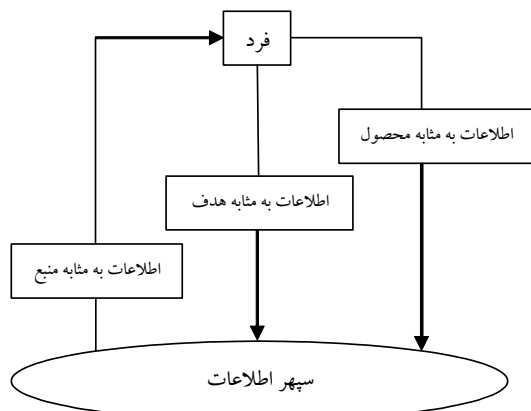 فرد
اطلاعات به مثابه محصول
اطلاعات به مثابه هدف
اطلاعات به مثابه منبع
سپهر اطلاعات